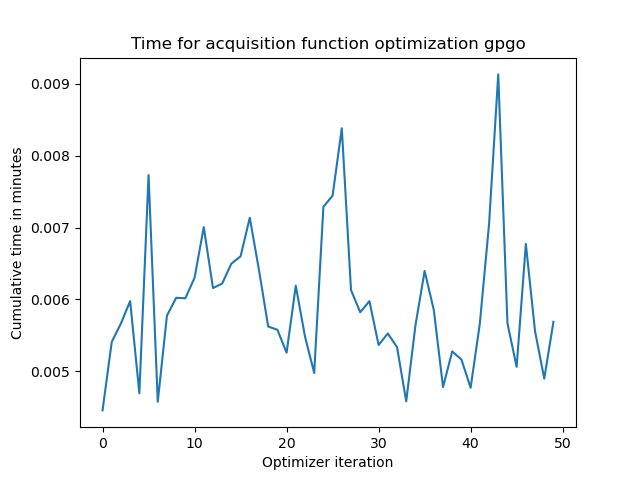 Time for acquisition function optimization gpgo
Cumulative time in minutes
0.009
0.008
0.007
0.006
0.005
0 10 20 30 40 50
Optimizer iteration